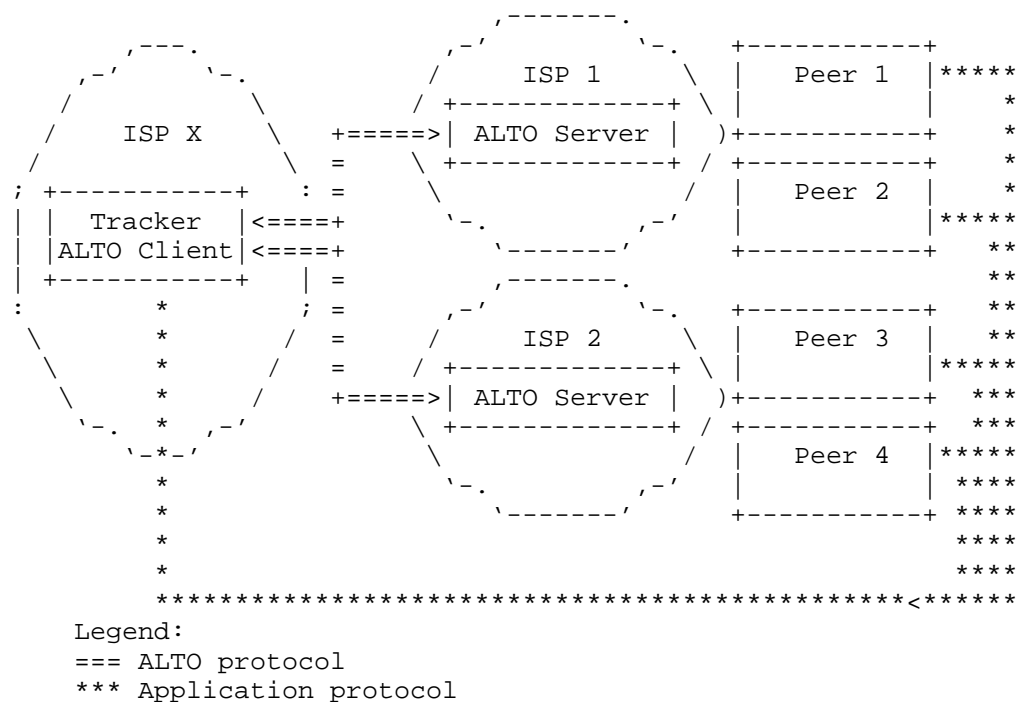 ISP 1
Peer 1
ISP X
ALTO Server
Peer 2
Tracker
ALTO Client
ISP 2
Peer 3
ALTO Server
Peer 4
Legend:
=== ALTO protocol
*** Application protocol